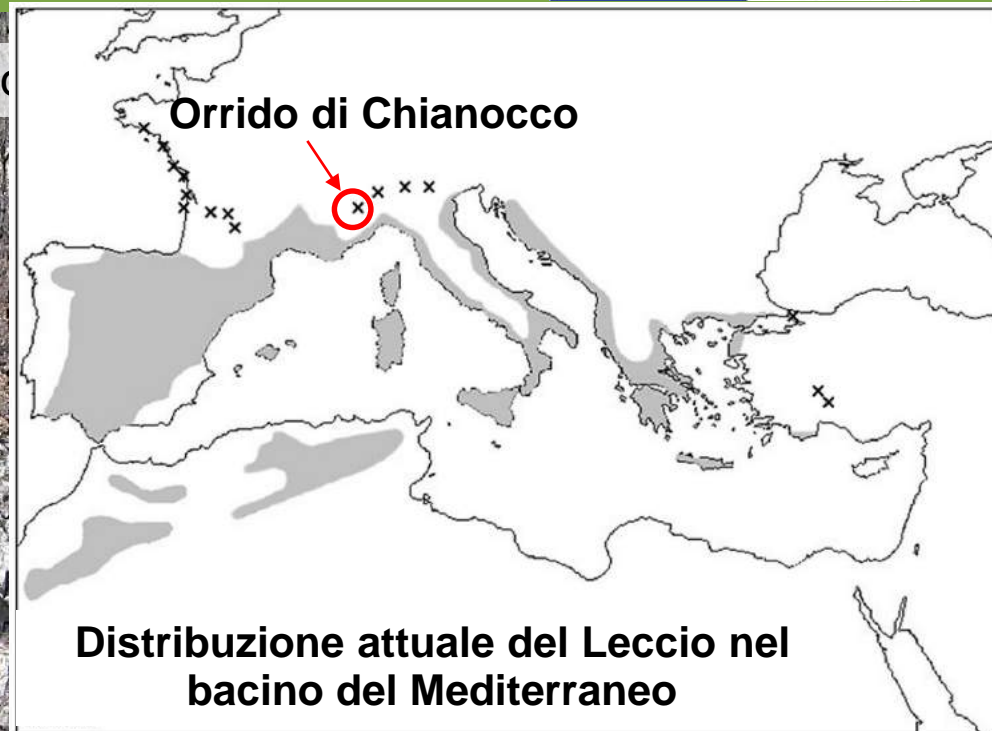 Orrido di Chianocco
Distribuzione attuale del Leccio nel
bacino del Mediterraneo